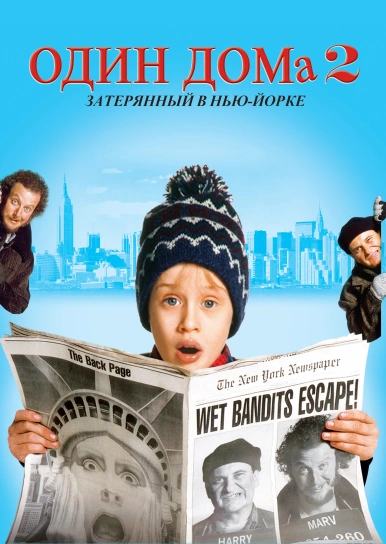 ОДИН ДОМа 2
ЗАТЕРЯННЫЙ В НЬЮ-ЙОРКЕ
The Back Page
The New York Newspaper
WET BANDITS ESCAPE!
HARRY
MARV